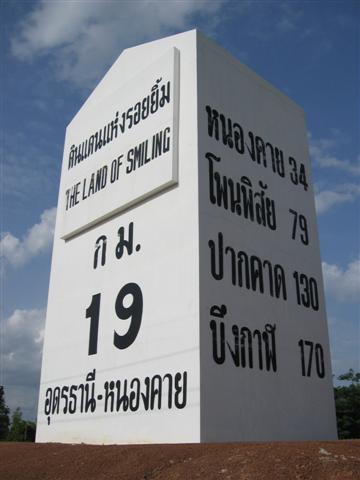 ดินแดนแห่งรอยยิ้ม
THE LAND OF SMILING
ก ม.
19
อุดรธานี-หนองคาย
หนองคาย 34
โพนพิสัย 79
ปากคาด 130
บึงกาฬ 170